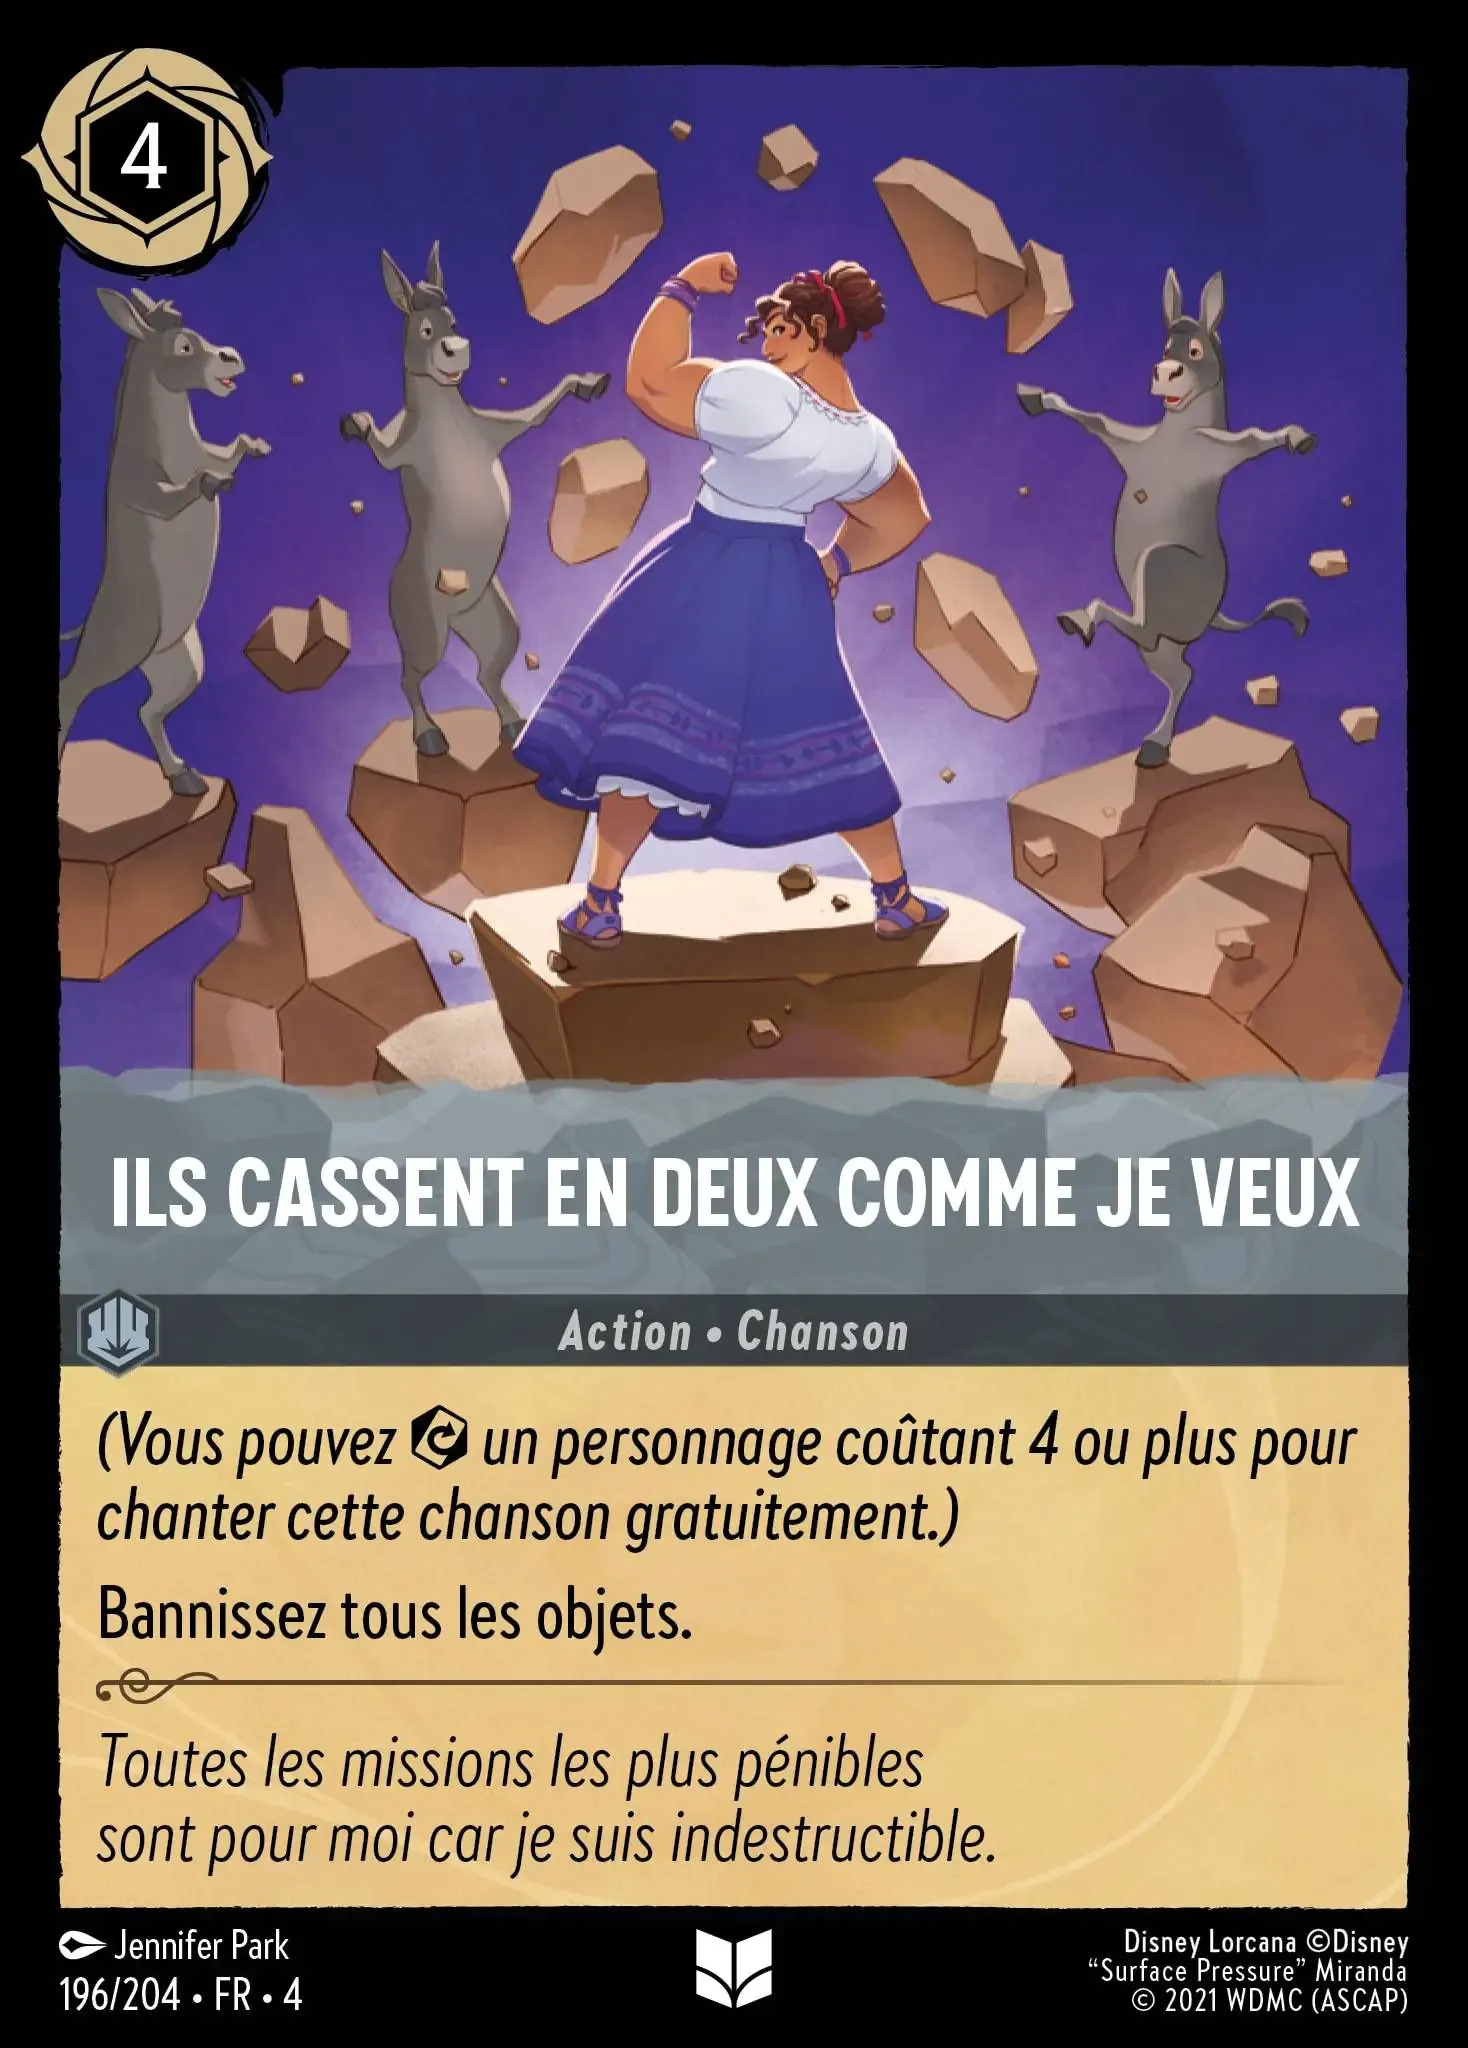 4
ILS CASSENT EN DEUX COMME JE VEUX
Action • Chanson
(Vous pouvez un personnage coûtant 4 ou plus pour
chanter cette chanson gratuitement.)
Bannissez tous les objets.
Toutes les missions les plus pénibles
sont pour moi car je suis indestructible.
Jennifer Park
196/204 • FR • 4
Disney Lorcana ©Disney
“Surface Pressure” Miranda
© 2021 WDMC (ASCAP)